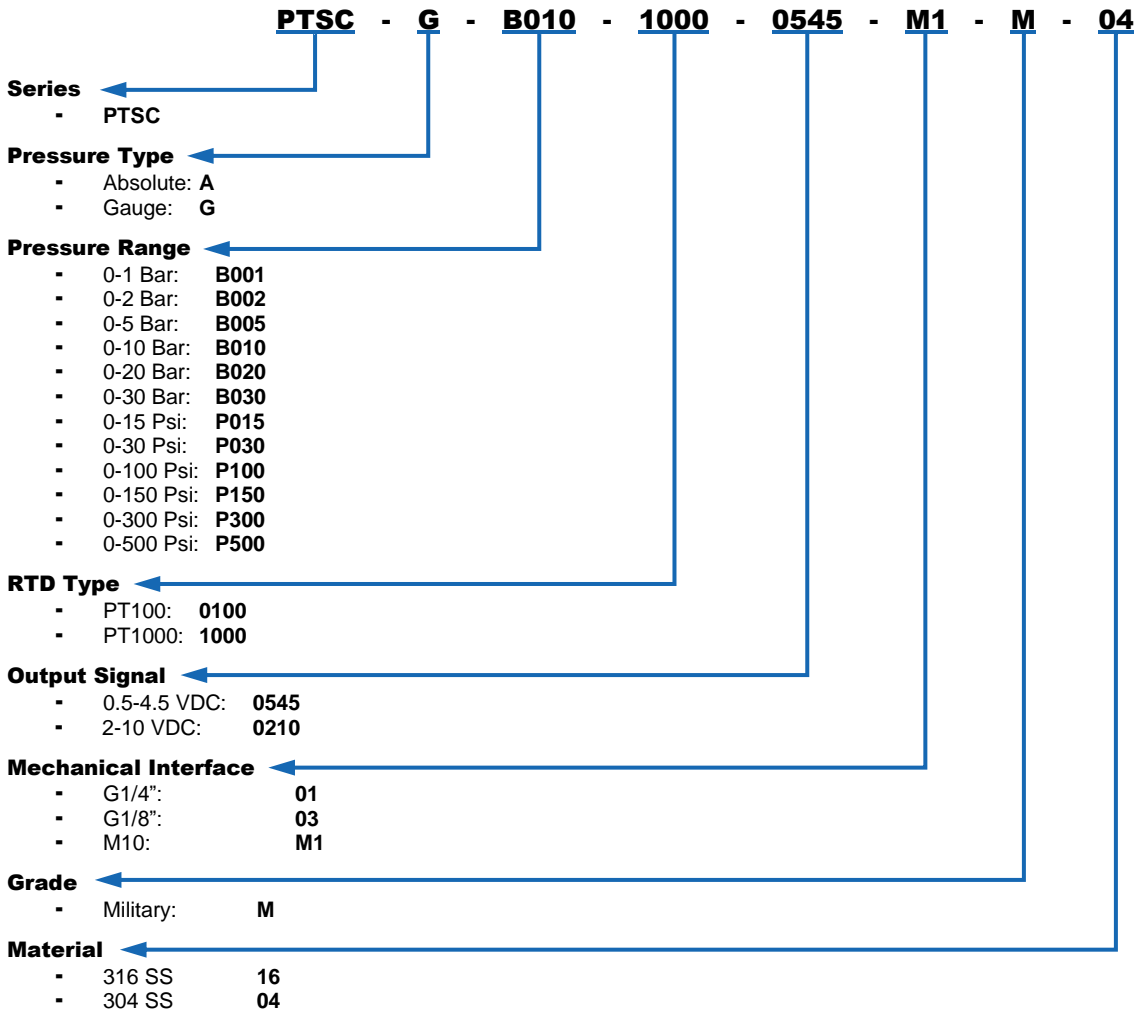 PTSC - G - B010 - 1000 - 0545 - M1 - M - 04
Series
- PTSC
Pressure Type
- Absolute: A
- Gauge: G
Pressure Range
- 0-1 Bar: B001
- 0-2 Bar: B002
- 0-5 Bar: B005
- 0-10 Bar: B010
- 0-20 Bar: B020
- 0-30 Bar: B030
- 0-15 Psi: P015
- 0-30 Psi: P030
- 0-100 Psi: P100
- 0-150 Psi: P150
- 0-300 Psi: P300
- 0-500 Psi: P500
RTD Type
- PT100: 0100
- PT1000: 1000
Output Signal
- 0.5-4.5 VDC: 0545
- 2-10 VDC: 0210
Mechanical Interface
- G1/4”: 01
- G1/8”: 03
- M10: M1
Grade
- Military: M
Material
- 316 SS 16
- 304 SS 04